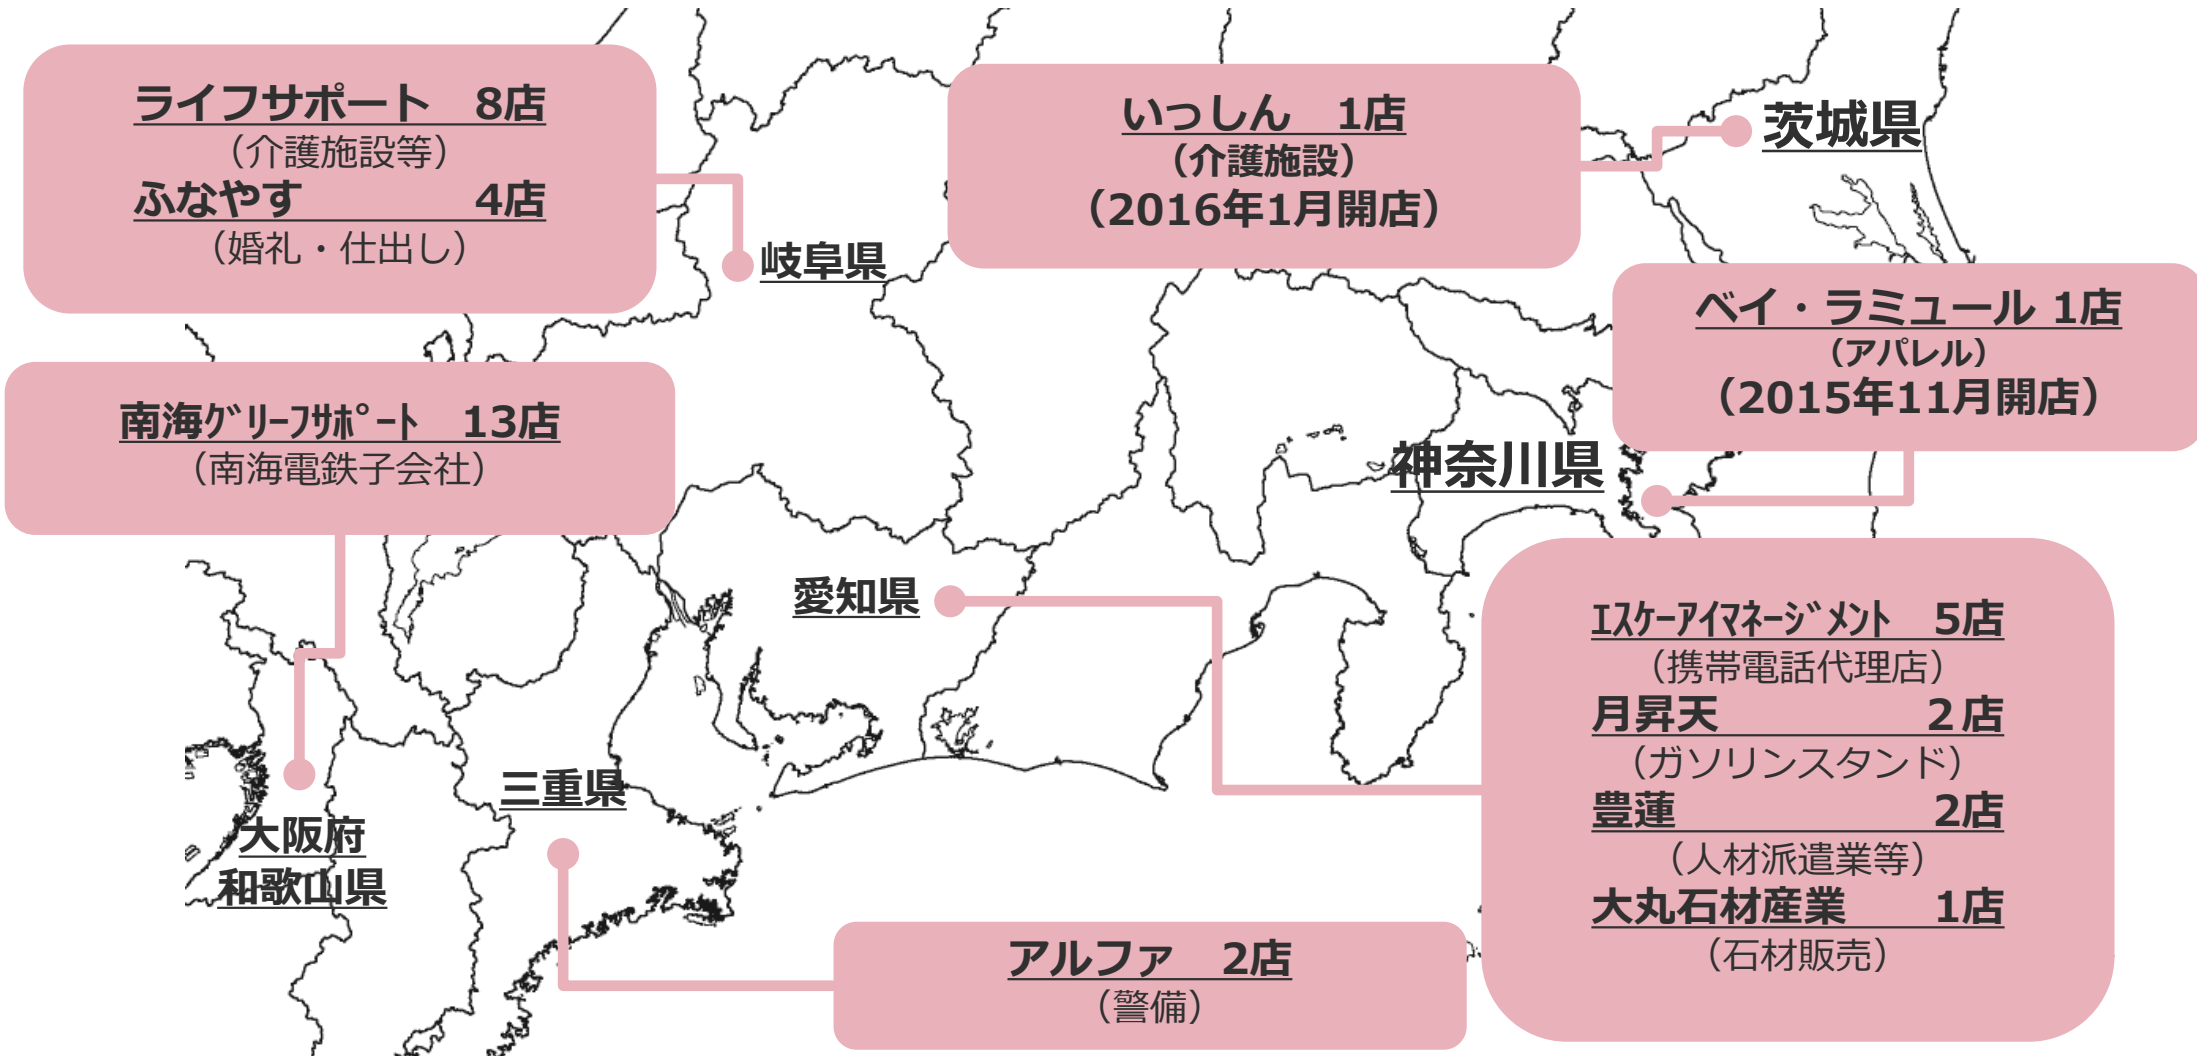 ライフサポート　8店
（介護施設等）
ふなやす　　　　4店
（婚礼・仕出し）
岐阜県
いっしん　1店
（介護施設）
（2016年1月開店）
茨城県
ベイ・ラミュール 1店
（アパレル）
（2015年11月開店）
神奈川県
南海ｸﾞﾘｰﾌｻﾎﾟｰﾄ　13店
（南海電鉄子会社）
大阪府
和歌山県
愛知県
ｴｽｹｰｱｲﾏﾈｰｼﾞﾒﾝﾄ　5店
（携帯電話代理店）
月昇天　　　　　２店
（ガソリンスタンド）
豊蓮　　　　　　2店
（人材派遣業等）
大丸石材産業　　1店
（石材販売）
三重県
アルファ　2店
（警備）